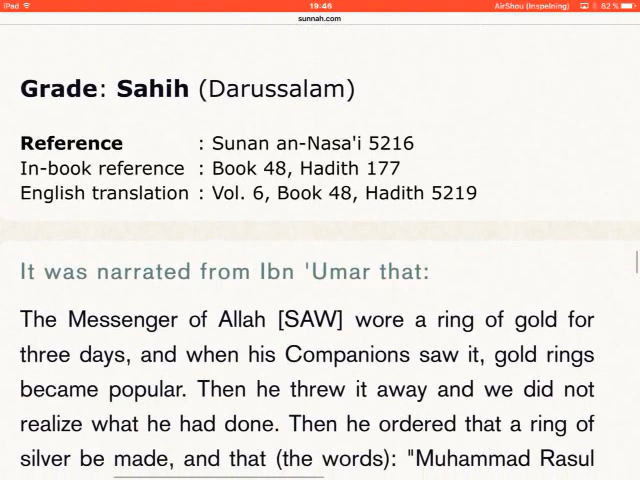 iPad 19:46 AirShou (Inspelning) 82 %
sunnah.com
Grade: Sahih (Darussalam)
Reference : Sunan an-Nasa'i 5216
In-book reference : Book 48, Hadith 177
English translation : Vol. 6, Book 48, Hadith 5219
It was narrated from Ibn 'Umar that:
The Messenger of Allah [SAW] wore a ring of gold for
three days, and when his Companions saw it, gold rings
became popular. Then he threw it away and we did not
realize what he had done. Then he ordered that a ring of
silver be made, and that (the words): "Muhammad Rasul